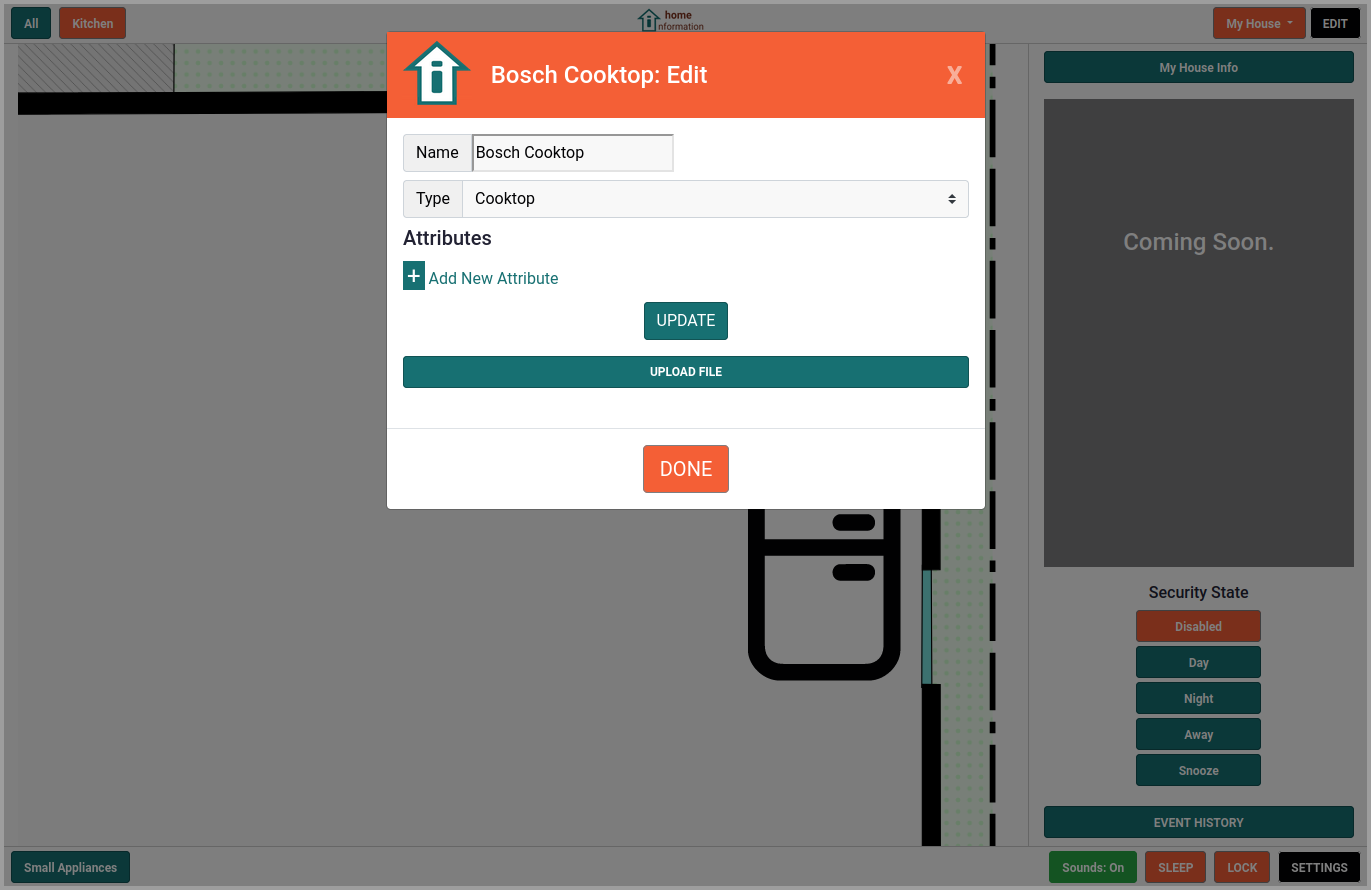 All
Kitchen
home
nformation
My House
EDIT
Bosch Cooktop: Edit
X
Name
Bosch Cooktop
Type
Cooktop
Attributes
+ Add New Attribute
UPDATE
UPLOAD FILE
DONE
My House Info
Coming Soon.
Security State
Disabled
Day
Night
Away
Snooze
EVENT HISTORY
Small Appliances
Sounds: On
SLEEP
LOCK
SETTINGS